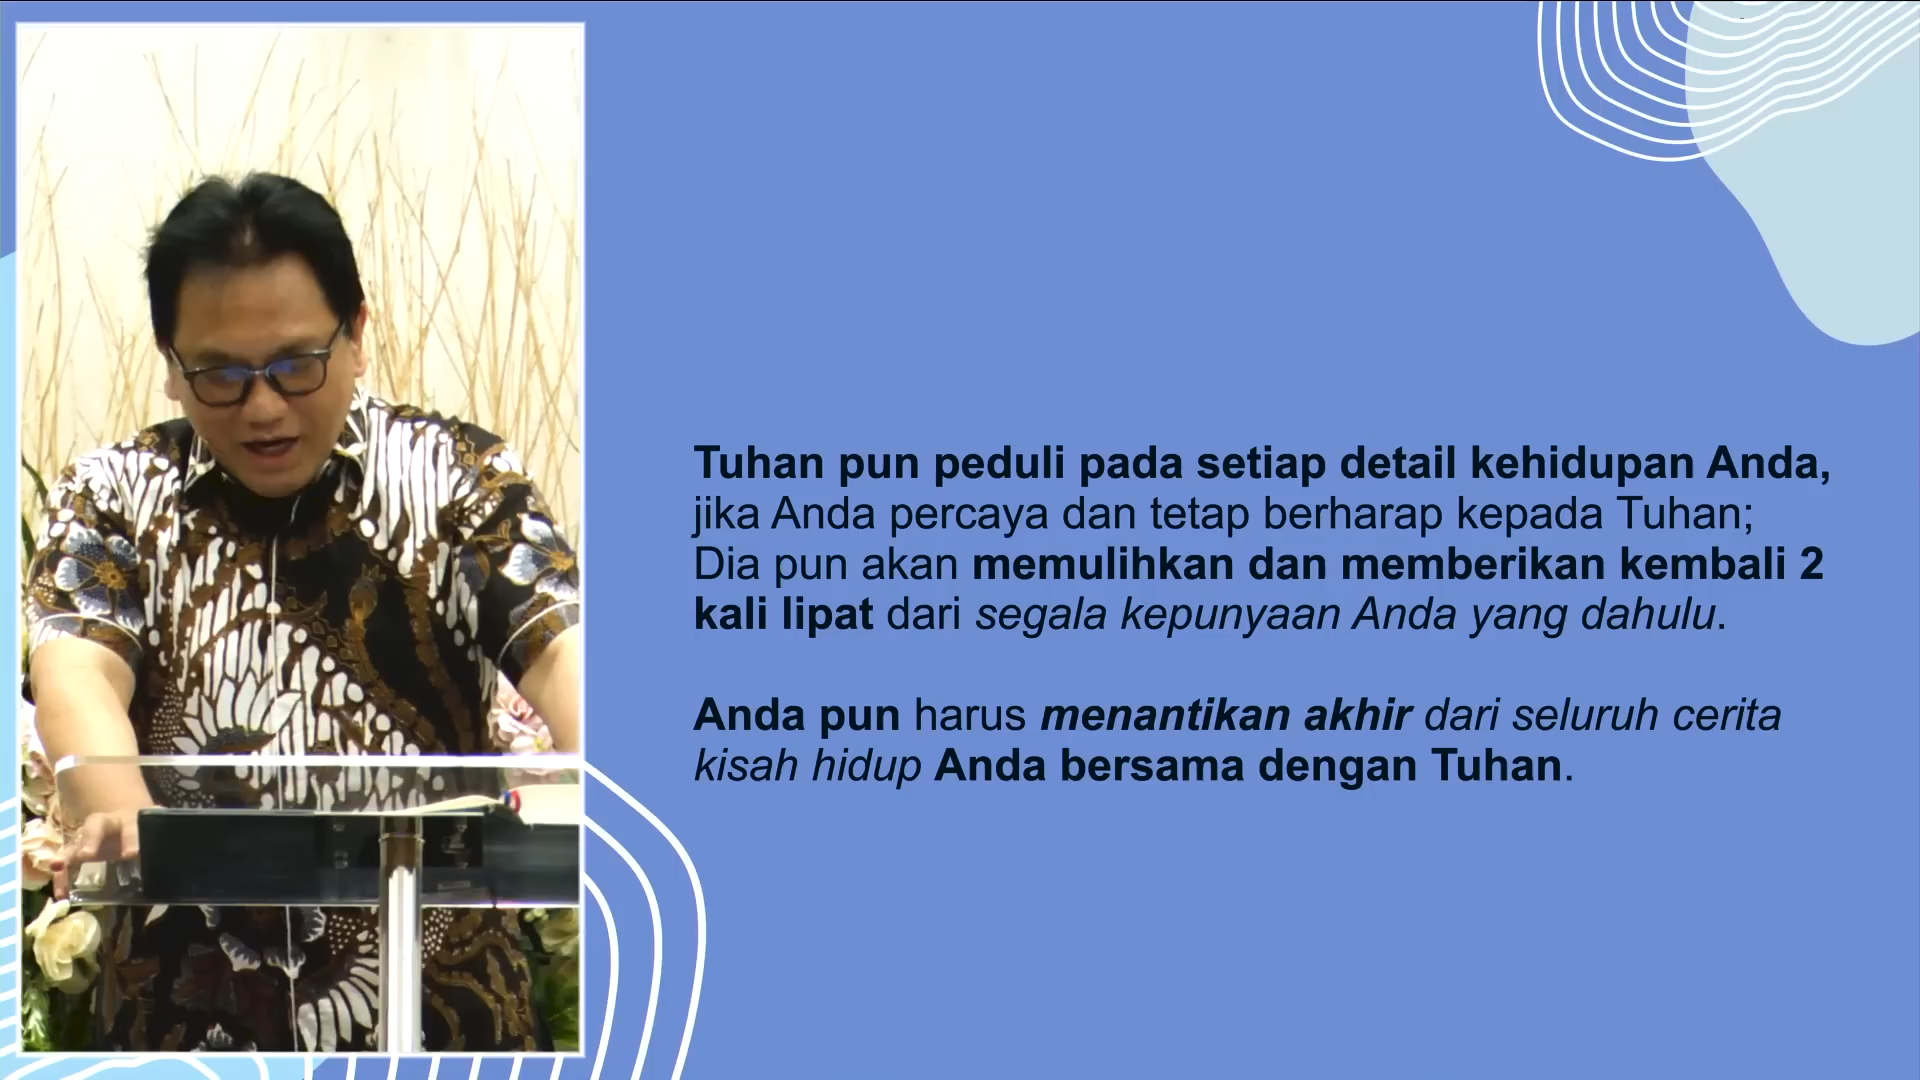 Tuhan pun peduli pada setiap detail kehidupan Anda,
jika Anda percaya dan tetap berharap kepada Tuhan;
Dia pun akan memulihkan dan memberikan kembali 2
kali lipat dari segala kepunyaan Anda yang dahulu.
Anda pun harus menantikan akhir dari seluruh cerita
kisah hidup Anda bersama dengan Tuhan.